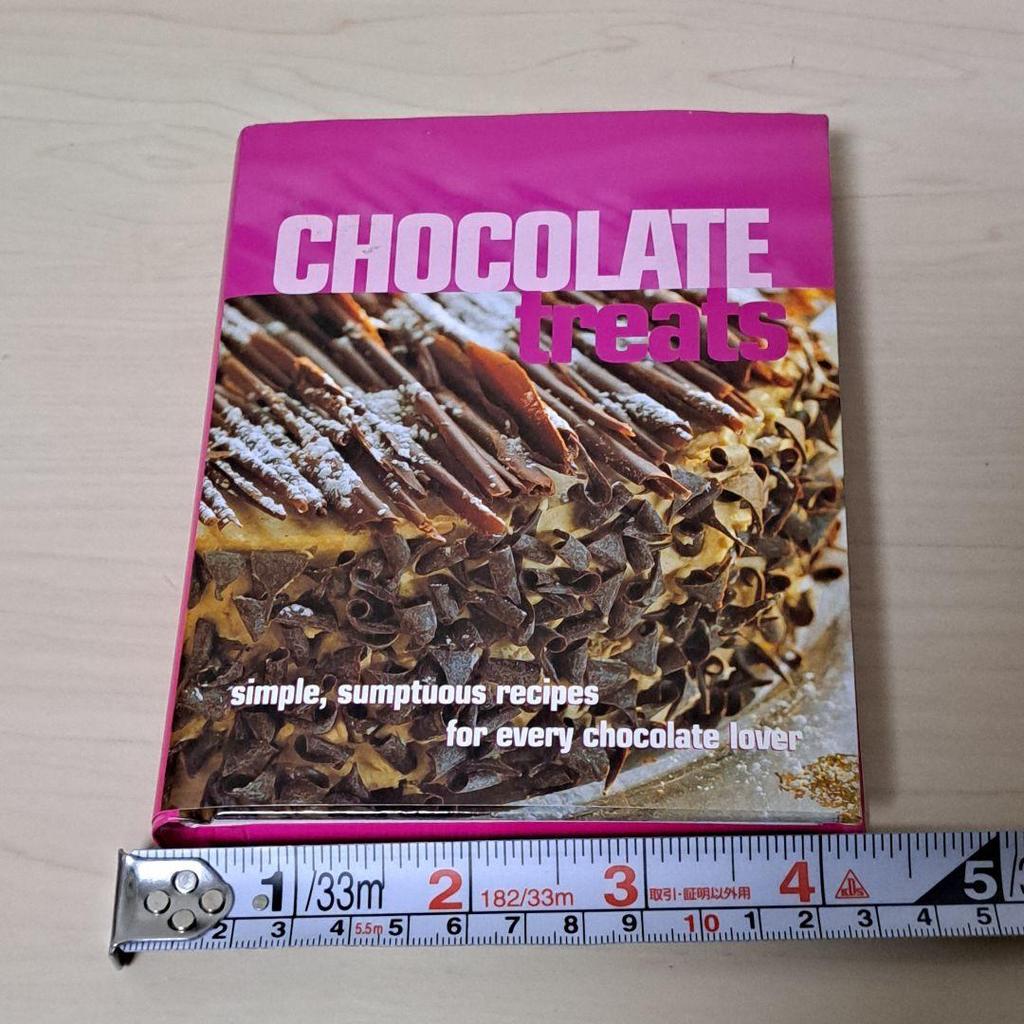 CHOCOLATE
treats
simple, sumptuous recipes
for every chocolate lover
1 /33m 2 182/33m 3 取引・証明以外用 4 KDS 5
2 3 4 5.5m 5 6 7 8 9 10 1 2 3 4 5